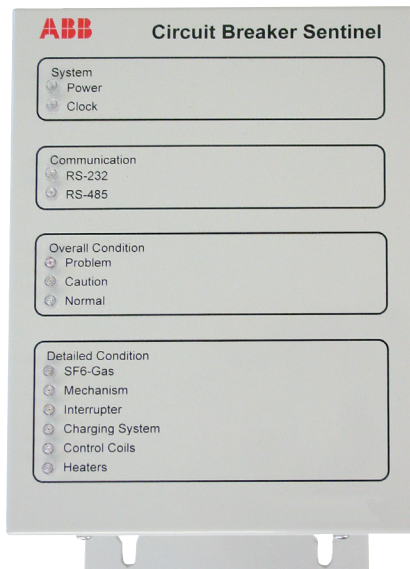 ABB Circuit Breaker Sentinel
System
Power
Clock
Communication
RS-232
RS-485
Overall Condition
Problem
Caution
Normal
Detailed Condition
SF6-Gas
Mechanism
Interrupter
Charging System
Control Coils
Heaters